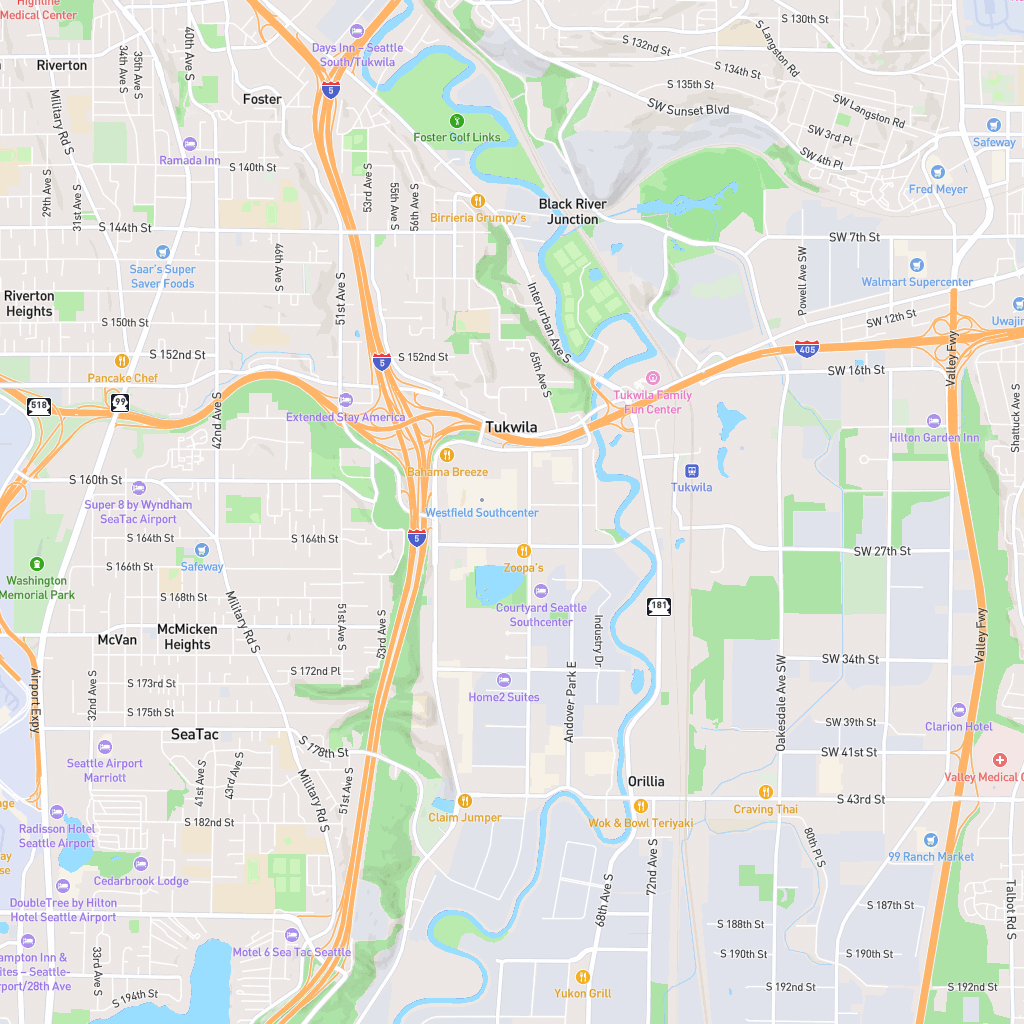 Highline
Medical Center
40th Ave S
34th Ave S
35th Ave S
Riverton
Military Rd S
Foster
Days Inn – Seattle
South/Tukwila
5
S 130th St
S Langston Rd
S 132nd St
S 134th St
S 135th St
SW Sunset Blvd
SW Langston Rd
SW 3rd Pl
SW 4th Pl
Safeway
Fred Meyer
Foster Golf Links
Ramada Inn
S 140th St
29th Ave S
31st Ave S
53rd Ave S
55th Ave S
56th Ave S
Birrieria Grumpy's
Black River
Junction
S 144th St
46th Ave S
SW 7th St
Powell Ave SW
Saar's Super
Saver Foods
51st Ave S
Walmart Supercenter
Riverton
Heights
S 150th St
Interurban Ave S
SW 12th St
Valley Fwy
S 152nd St
S 152nd St
5
65th Ave S
405
SW 16th St
Pancake Chef
Tukwila Family
Fun Center
518
99
42nd Ave S
Extended Stay America
Tukwila
Shattuck Ave S
Hilton Garden Inn
Bahama Breeze
S 160th St
Tukwila
Super 8 by Wyndham
SeaTac Airport
Westfield Southcenter
S 164th St
S 164th St
5
Safeway
Zoopa's
SW 27th St
S 166th St
Washington
Memorial Park
S 168th St
Military Rd S
51st Ave S
53rd Ave S
Courtyard Seattle
Southcenter
Industry Dr
181
Valley Fwy
McVan
McMicken
Heights
S 172nd Pl
SW 34th St
Airport Expy
32nd Ave S
S 173rd St
Home2 Suites
Andover Park E
Oakesdale Ave SW
S 175th St
SW 39th St
Clarion Hotel
SeaTac
S 178th St
SW 41st St
Seattle Airport
Marriott
41st Ave S
43rd Ave S
Military Rd S
51st Ave S
Orillia
S 43rd St
Claim Jumper
Wok & Bowl Teriyaki
Craving Thai
S 182nd St
Radisson Hotel
Seattle Airport
80th Pl S
99 Ranch Market
72nd Ave S
68th Ave S
Cedarbrook Lodge
DoubleTree by Hilton
Hotel Seattle Airport
S 187th St
Talbot Rd S
S 188th St
Motel 6 Sea Tac Seattle
33rd Ave S
S 190th St
S 190th St
S 194th St
Yukon Grill
S 192nd St
S 192nd St